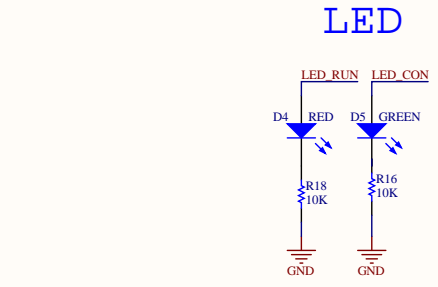 LED
LED_RUN LED_CON
D4 RED D5 GREEN
R18 R16
10K 10K
GND GND